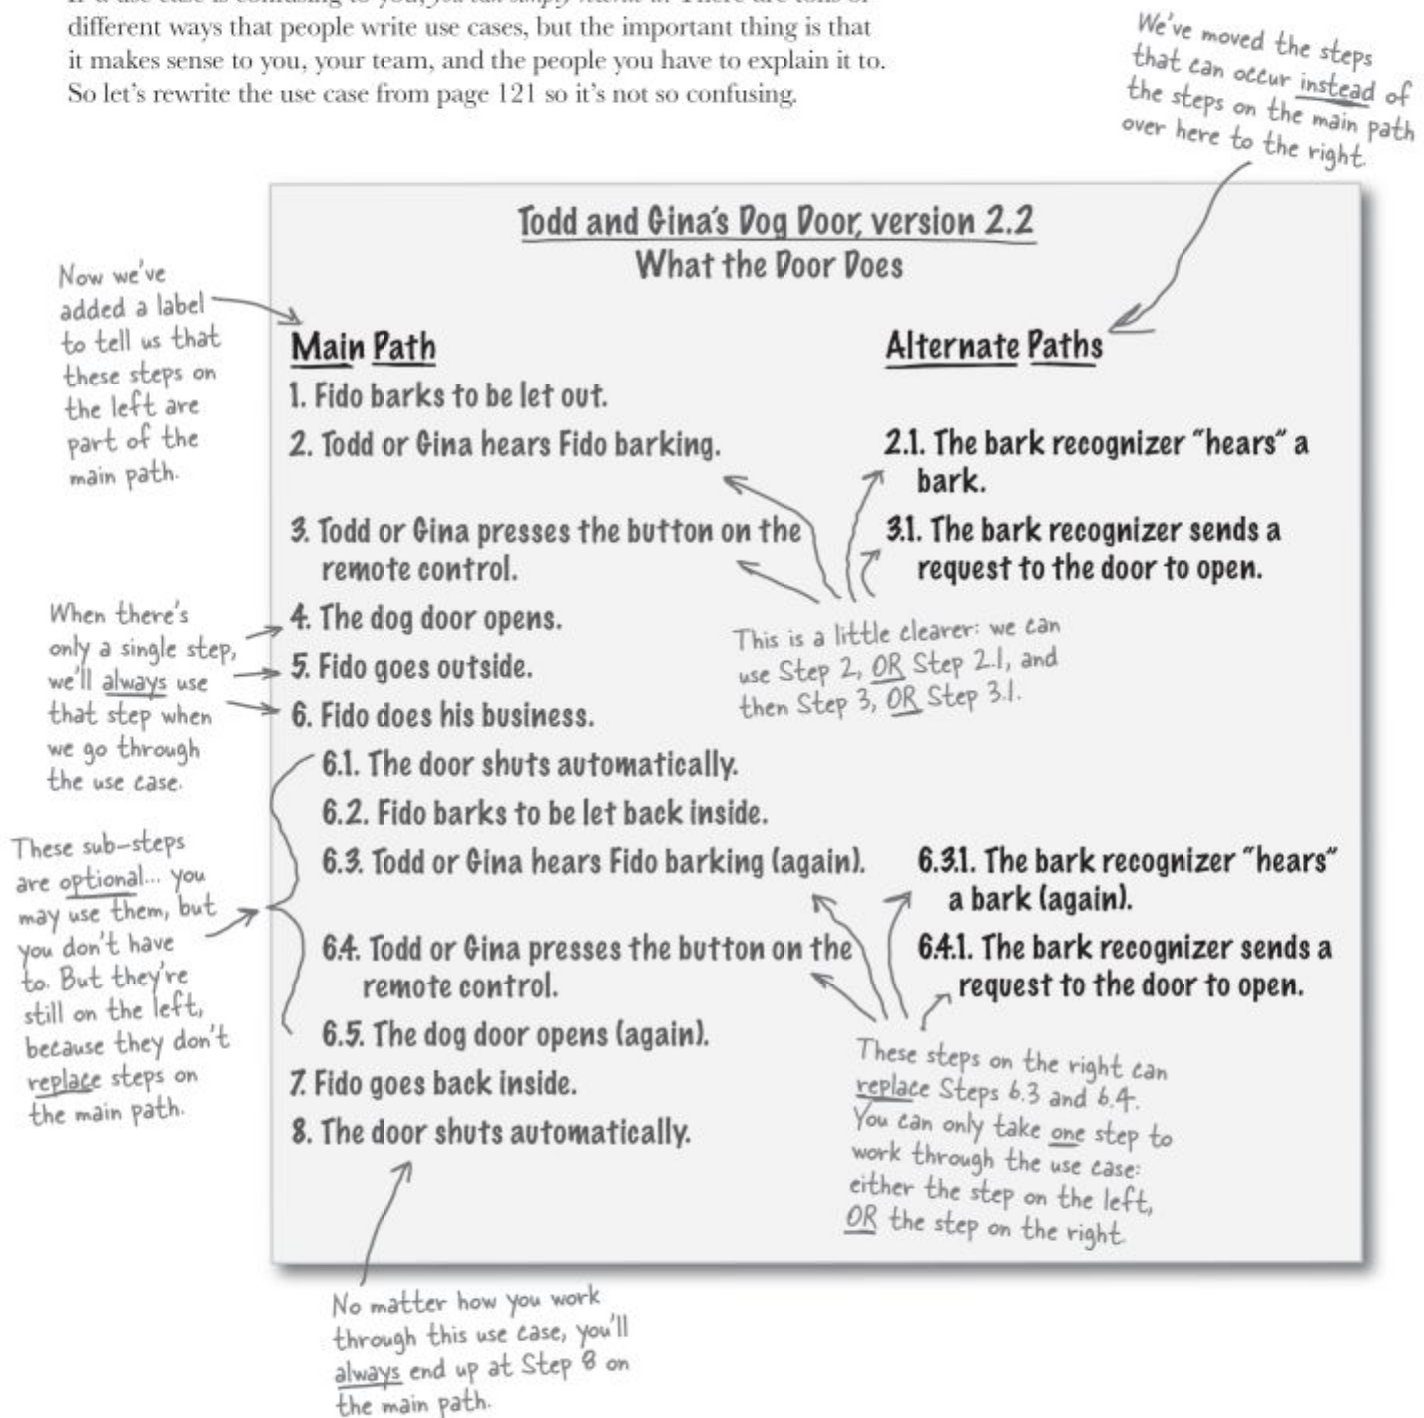 different ways that people write use cases, but the important thing is that
it makes sense to you, your team, and the people you have to explain it to.
So let's rewrite the use case from page 121 so it's not so confusing.
We've moved the steps
that can occur instead of
the steps on the main path
over here to the right.
Todd and Gina's Dog Door, version 2.2
What the Door Does
Now we've
added a label
to tell us that
these steps on
the left are
part of the
main path.
Main Path
1. Fido barks to be let out.
2. Todd or Gina hears Fido barking.
3. Todd or Gina presses the button on the
remote control.
4. The dog door opens.
5. Fido goes outside.
6. Fido does his business.
6.1. The door shuts automatically.
6.2. Fido barks to be let back inside.
6.3. Todd or Gina hears Fido barking (again).
6.4. Todd or Gina presses the button on the
remote control.
6.5. The dog door opens (again).
7. Fido goes back inside.
8. The door shuts automatically.
Alternate Paths
2.1. The bark recognizer "hears" a
bark.
3.1. The bark recognizer sends a
request to the door to open.
This is a little clearer: we can
use Step 2, OR Step 2.1, and
then Step 3, OR Step 3.1.
6.3.1. The bark recognizer "hears"
a bark (again).
6.4.1. The bark recognizer sends a
request to the door to open.
These steps on the right can
replace Steps 6.3 and 6.4.
You can only take one step to
work through the use case:
either the step on the left,
OR the step on the right.
When there's
only a single step,
we'll always use
that step when
we go through
the use case.
These sub-steps
are optional... you
may use them, but
you don't have
to. But they're
still on the left,
because they don't
replace steps on
the main path.
No matter how you work
through this use case, you'll
always end up at Step 8 on
the main path.